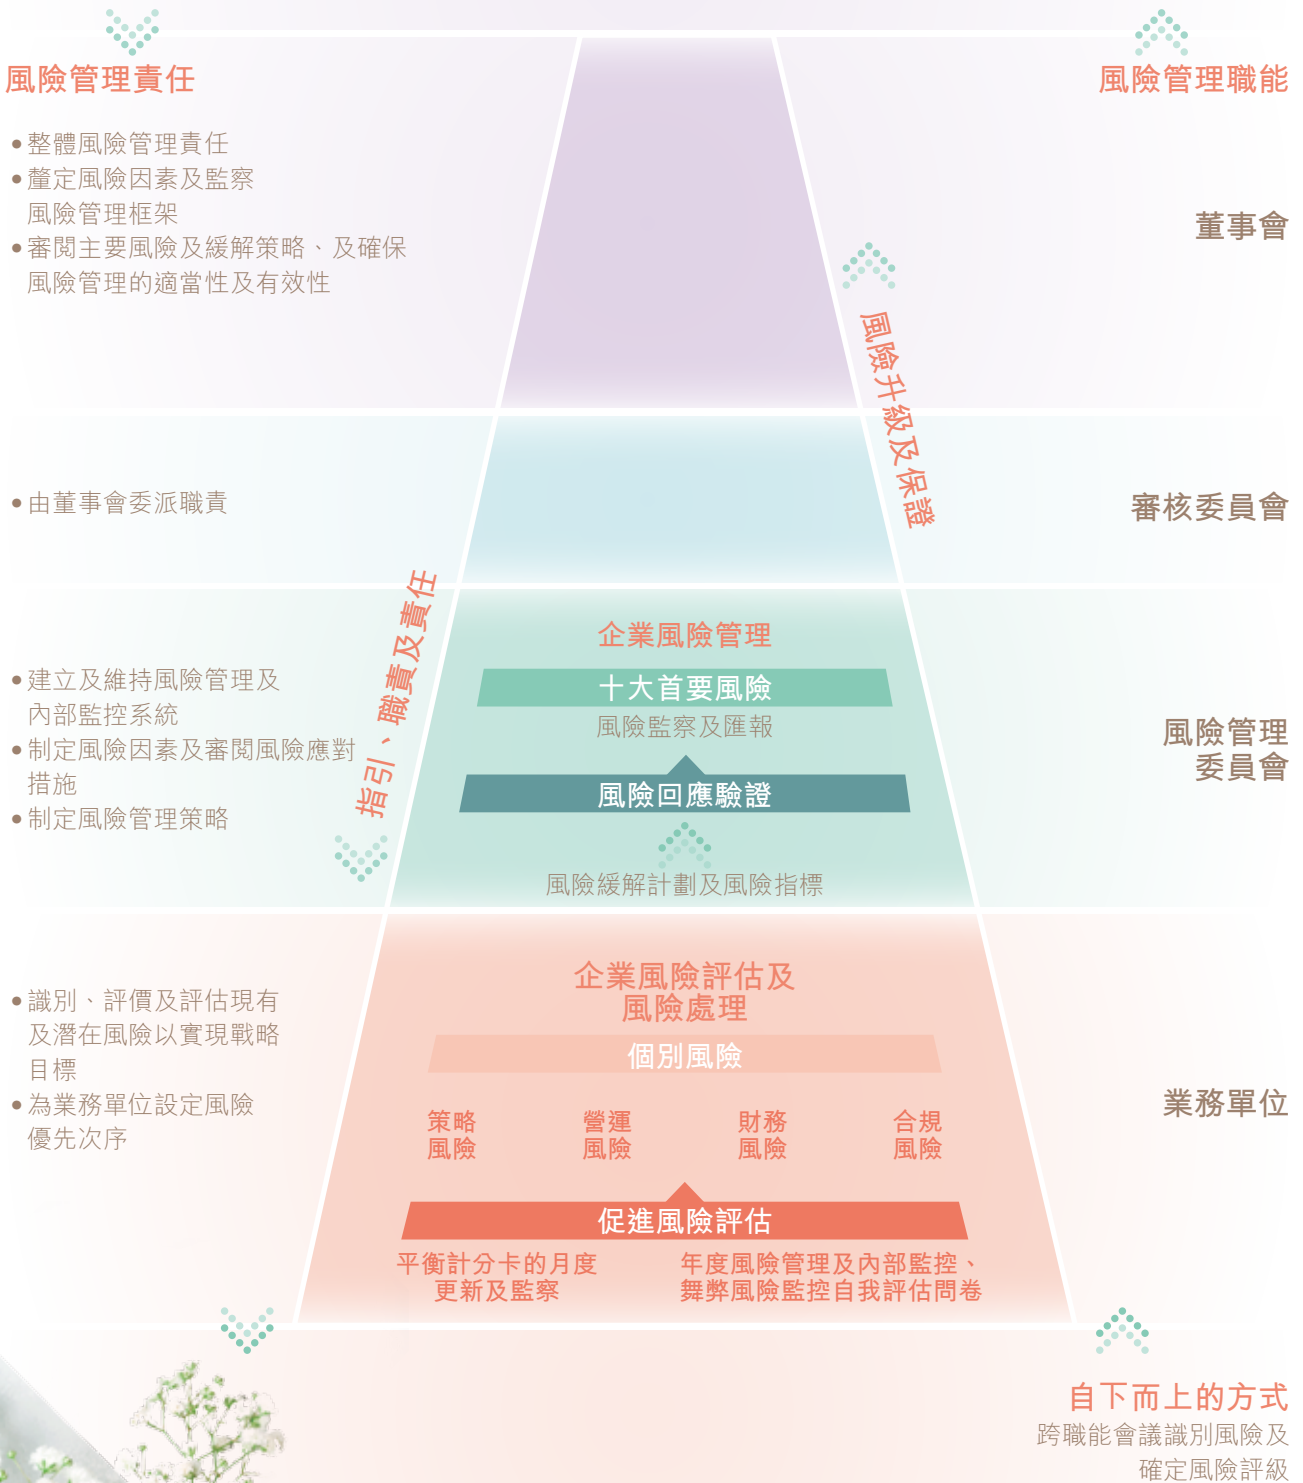 風險管理責任
風險管理職能
•整體風險管理責任
•釐定風險因素及監察
風險管理框架
•審閱主要風險及緩解策略、及確保
風險管理的適當性及有效性
董事會
風險升級及保證
•由董事會委派職責
審核委員會
指引、職責及責任
•建立及維持風險管理及
內部監控系統
•制定風險因素及審閱風險應對
措施
•制定風險管理策略
企業風險管理
十大首要風險
風險監察及匯報
風險回應驗證
風險緩解計劃及風險指標
風險管理
委員會
•識別、評價及評估現有
及潛在風險以實現戰略
目標
•為業務單位設定風險
優先次序
企業風險評估及
風險處理
個別風險
策略
風險
營運
風險
財務
風險
合規
風險
促進風險評估
平衡計分卡的月度
更新及監察
年度風險管理及內部監控、
舞弊風險監控自我評估問卷
業務單位
自下而上的方式
跨職能會議識別風險及
確定風險評級